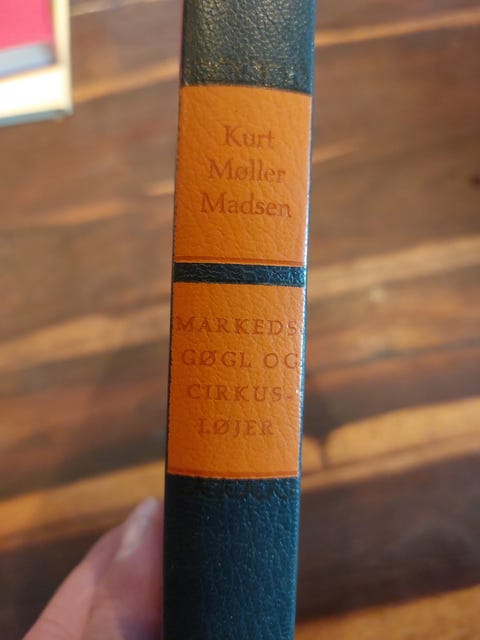 Kurt
Møller
Madsen
MARKEDS-
GØGL OG
CIRKUS-
LØJER